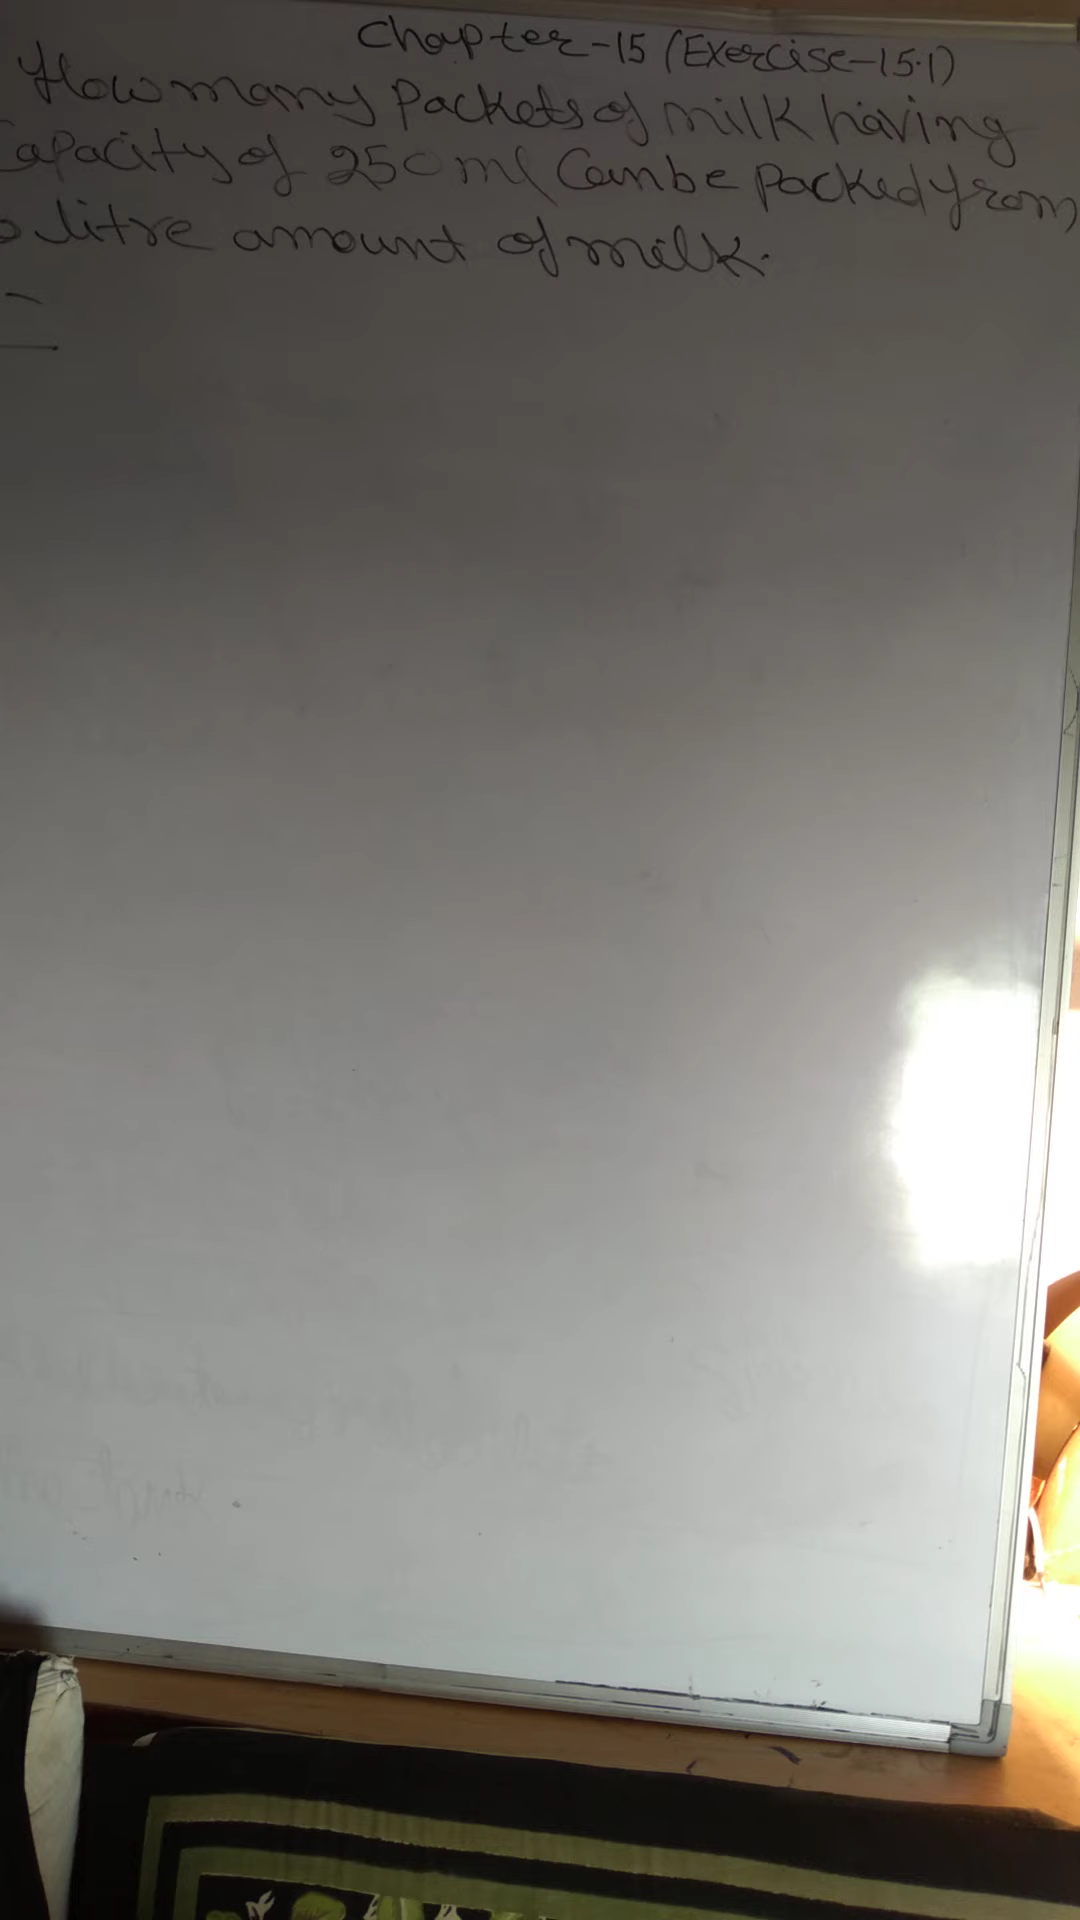 Chapter-15 (Exercise-15.1)
How many Packets of milk having
Capacity of 250 ml Can be Packed from
litre amount of milk.